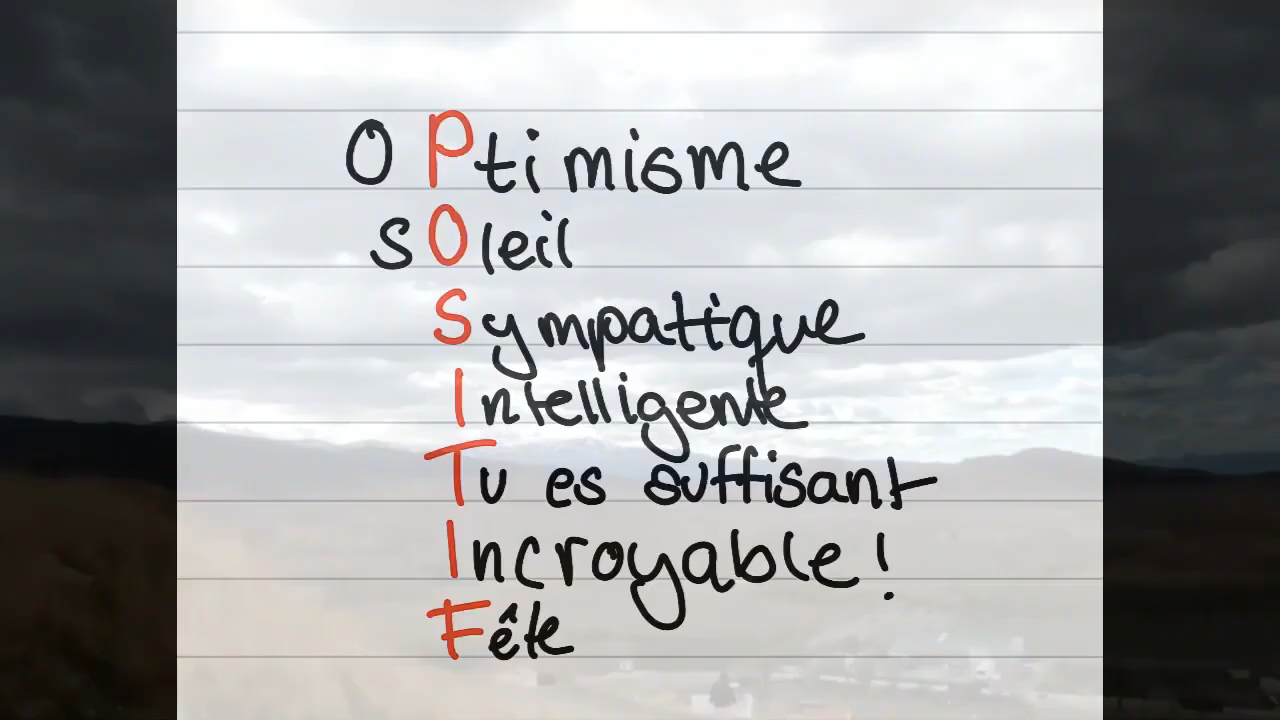 OPtimisme
sOleil
Sympatique
Intelligente
Tu es suffisant
Incroyable!
Fête